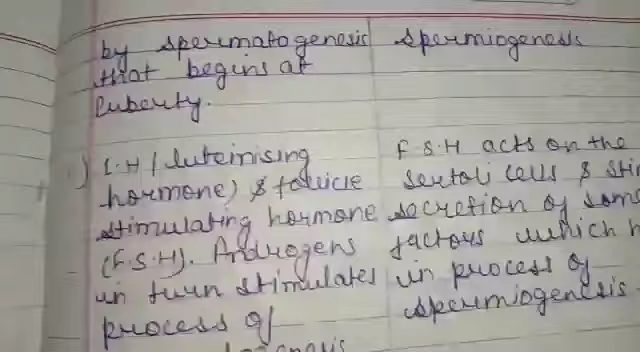 by spermatogenesis
that begins at
Puberty.
) L.H (luteinising
hormone) & follicle
stimulating hormone
(F.S.H). Androgens
in turn stimulates
process of
spermiogenesis
F.S.H acts on the
sertoli cells &
secretion of some
factors which
in process of
spermiogenesis.